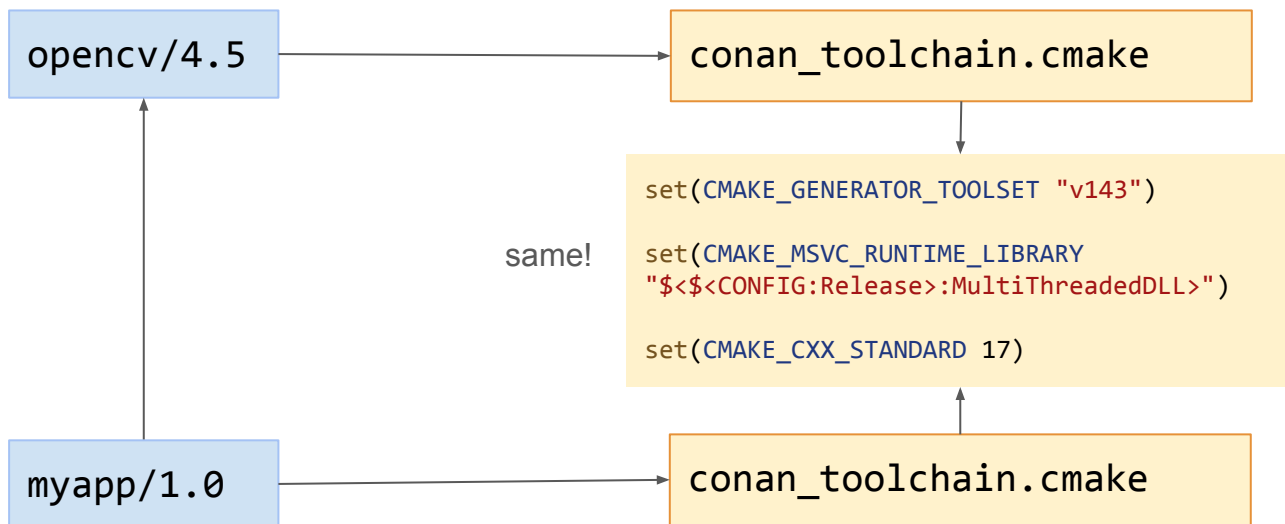 opencv/4.5
conan_toolchain.cmake
set(CMAKE_GENERATOR_TOOLSET "v143")
same!
set(CMAKE_MSVC_RUNTIME_LIBRARY
"$<$<CONFIG:Release>:MultiThreadedDLL>")
set(CMAKE_CXX_STANDARD 17)
myapp/1.0
conan_toolchain.cmake